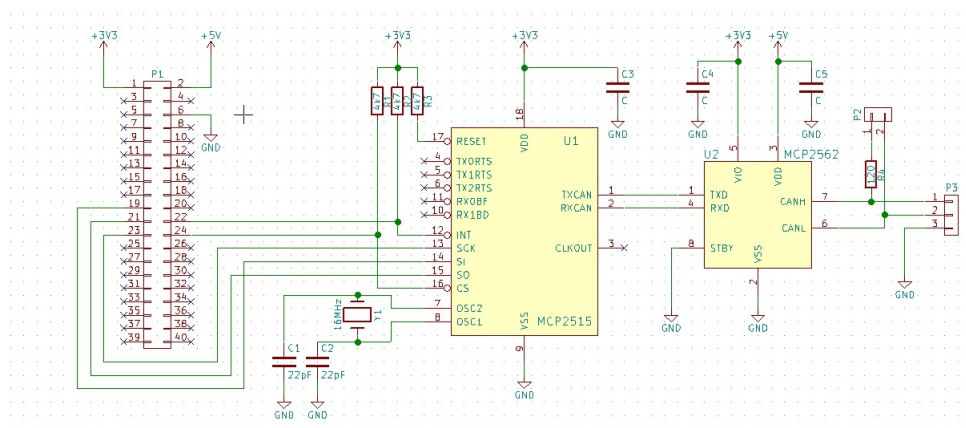 +3V3
+5V
+3V3
+3V3
+3V3
+5V
P1
1 2
3 4
5 6
7 8
9 10
11 12
13 14
15 16
17 18
19 20
21 22
23 24
25 26
27 28
29 30
31 32
33 34
35 36
37 38
39 40
GND
4k7 R1
4k7 R2
4k7 R3
C3
C
GND
C4
C
GND
C5
C
GND
P2
1 2
120 R4
P3
1
2
3
GND
U1
18 VDD
17 RESET
4 TX0RTS
5 TX1RTS
6 TX2RTS
11 RX0BF
10 RX1BD
12 INT
13 SCK
14 SI
15 SO
16 CS
7 OSC2
8 OSC1
TXCAN 1
RXCAN 2
CLKOUT 3
VSS 9
MCP2515
GND
U2
MCP2562
5 VIO
3 VDD
1 TXD
4 RXD
8 STBY
CANH 7
CANL 6
VSS 2
GND
GND
16MHz Y1
C1
22pF
C2
22pF
GND
GND